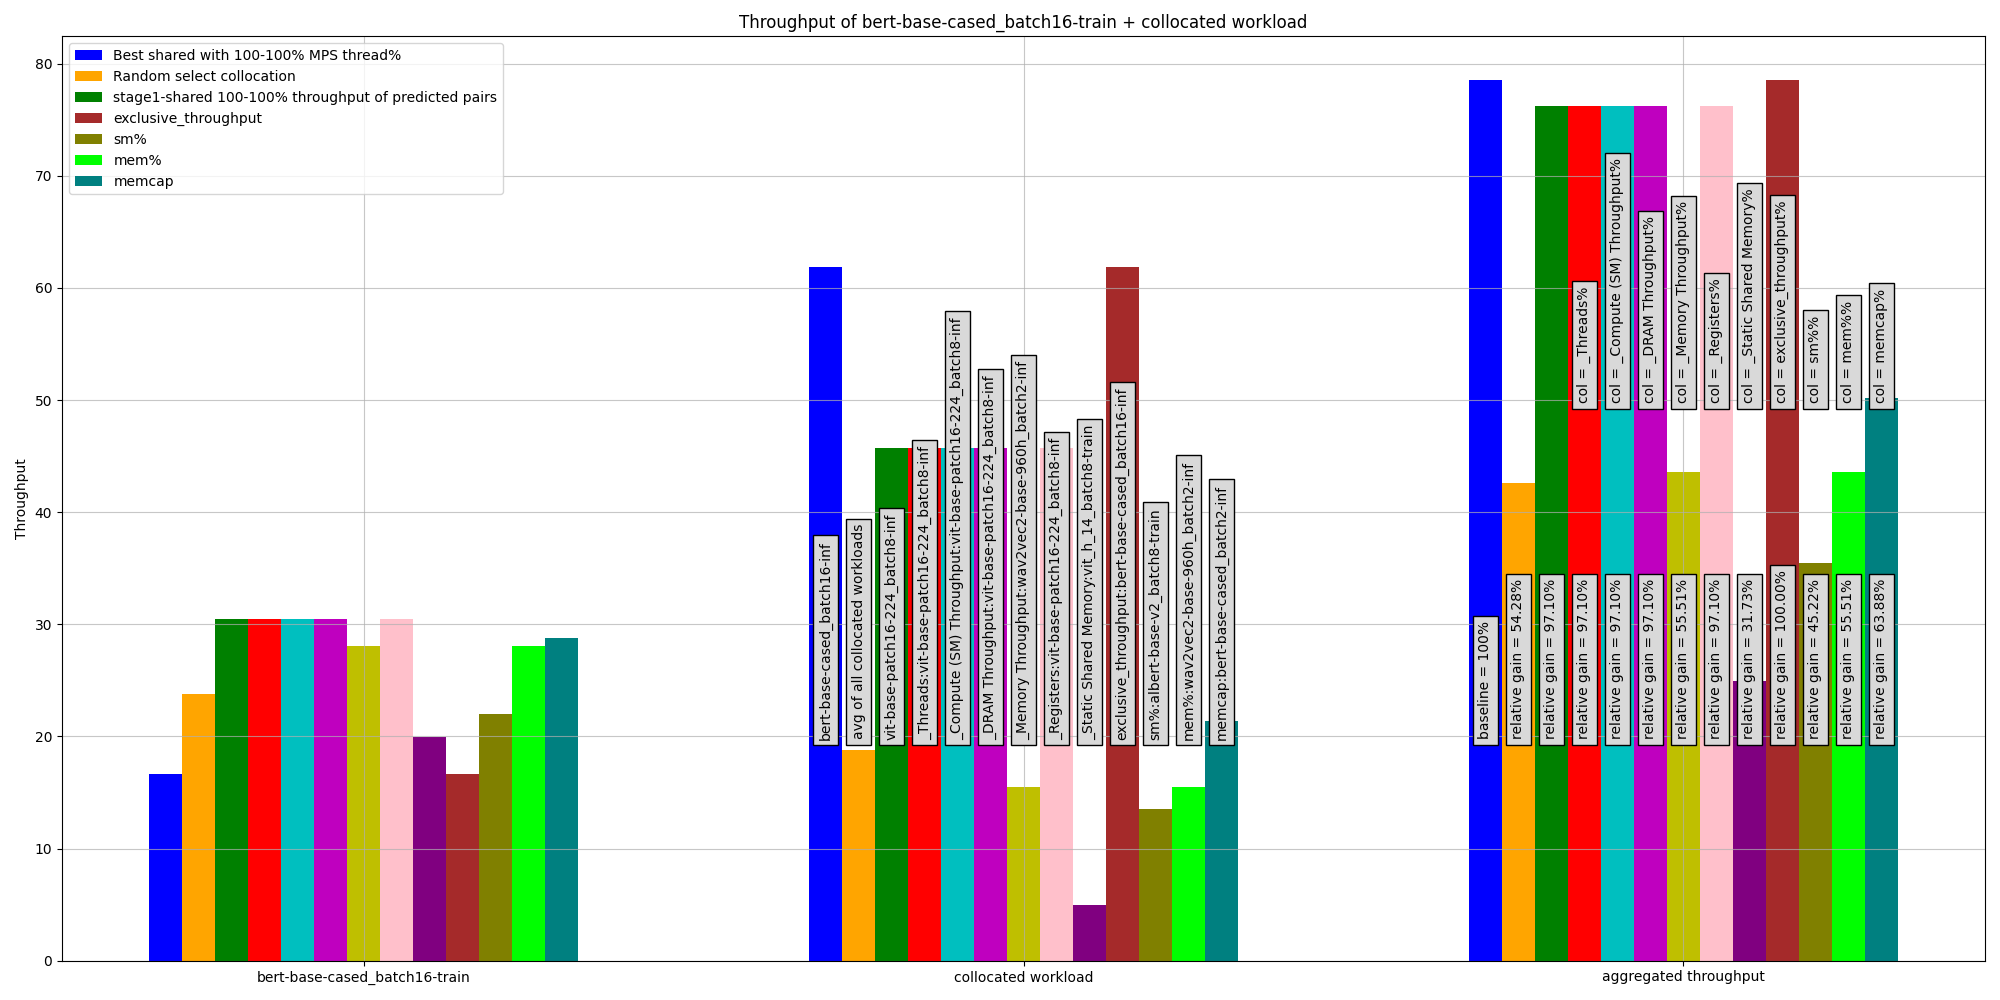 Throughput of bert-base-cased_batch16-train + collocated workload
Best shared with 100-100% MPS thread%
Random select collocation
stage1-shared 100-100% throughput of predicted pairs
exclusive_throughput
sm%
mem%
memcap
Throughput
80
70
60
50
40
30
20
10
0
bert-base-cased_batch16-inf
avg of all collocated workloads
vit-base-patch16-224_batch8-inf
_Threads:vit-base-patch16-224_batch8-inf
_Compute (SM) Throughput:vit-base-patch16-224_batch8-inf
_DRAM Throughput:vit-base-patch16-224_batch8-inf
_Memory Throughput:wav2vec2-base-960h_batch2-inf
_Registers:vit-base-patch16-224_batch8-inf
_Static Shared Memory:vit_h_14_batch8-train
exclusive_throughput:bert-base-cased_batch16-inf
sm%:albert-base-v2_batch8-train
mem%:wav2vec2-base-960h_batch2-inf
memcap:bert-base-cased_batch2-inf
col = _Threads%
col = _Compute (SM) Throughput%
col = _DRAM Throughput%
col = _Memory Throughput%
col = _Registers%
col = _Static Shared Memory%
col = exclusive_throughput%
col = sm%%
col = mem%%
col = memcap%
baseline = 100%
relative gain = 54.28%
relative gain = 97.10%
relative gain = 97.10%
relative gain = 97.10%
relative gain = 97.10%
relative gain = 55.51%
relative gain = 97.10%
relative gain = 31.73%
relative gain = 100.00%
relative gain = 45.22%
relative gain = 55.51%
relative gain = 63.88%
bert-base-cased_batch16-train
collocated workload
aggregated throughput